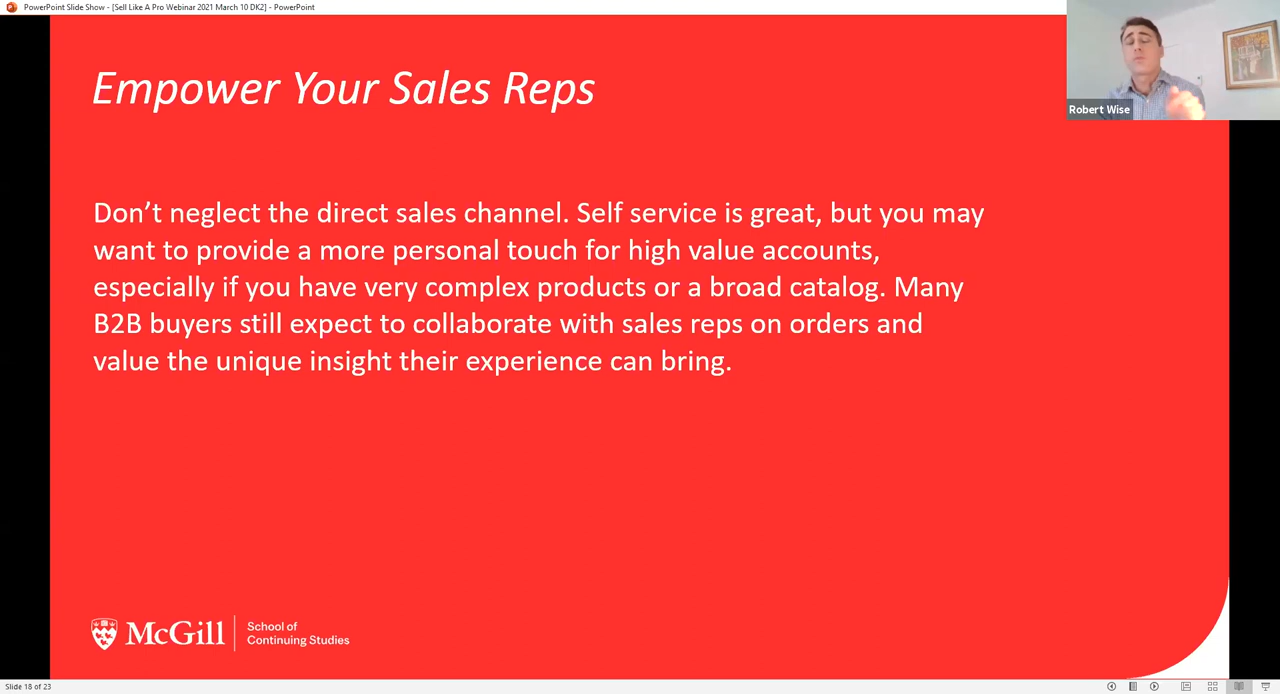 PowerPoint Slide Show - [Sell Like A Pro Webinar 2021 March 10 DK2] - PowerPoint
Robert Wise
Empower Your Sales Reps
Don’t neglect the direct sales channel. Self service is great, but you may
want to provide a more personal touch for high value accounts,
especially if you have very complex products or a broad catalog. Many
B2B buyers still expect to collaborate with sales reps on orders and
value the unique insight their experience can bring.
McGill
School of
Continuing Studies
Slide 18 of 23